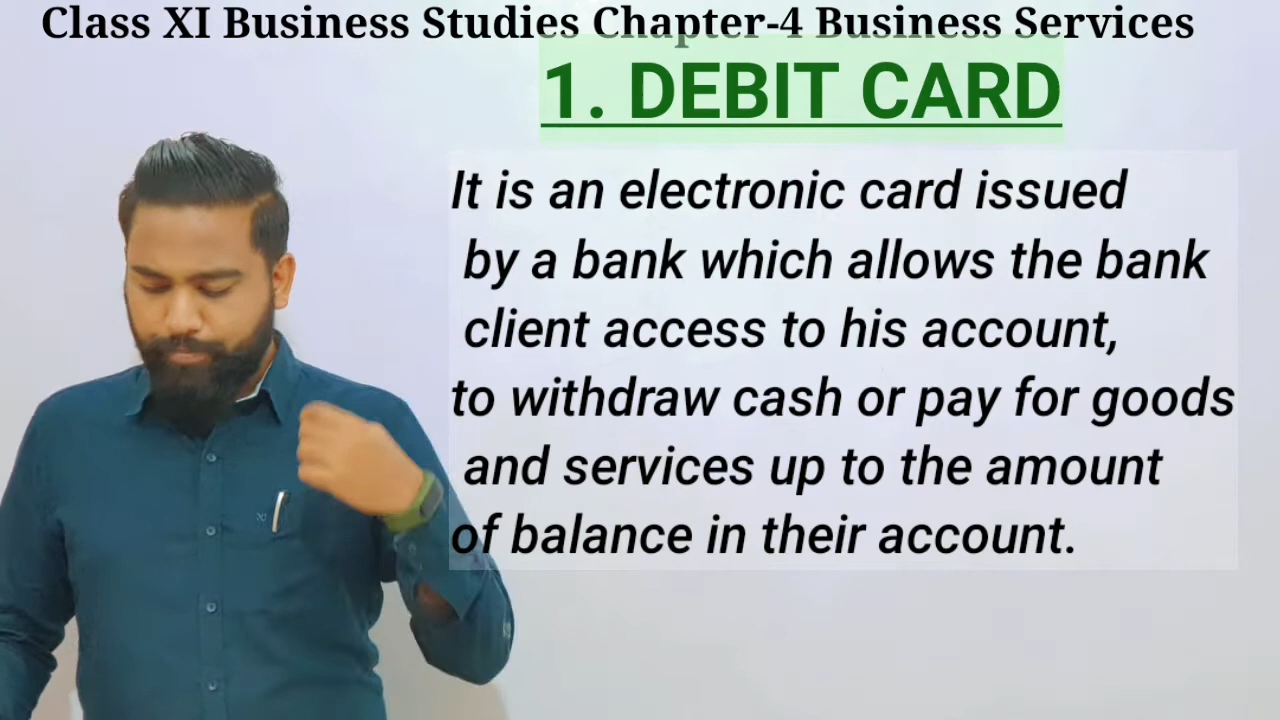 Class XI Business Studies Chapter-4 Business Services
1. DEBIT CARD
It is an electronic card issued
by a bank which allows the bank
client access to his account,
to withdraw cash or pay for goods
and services up to the amount
of balance in their account.